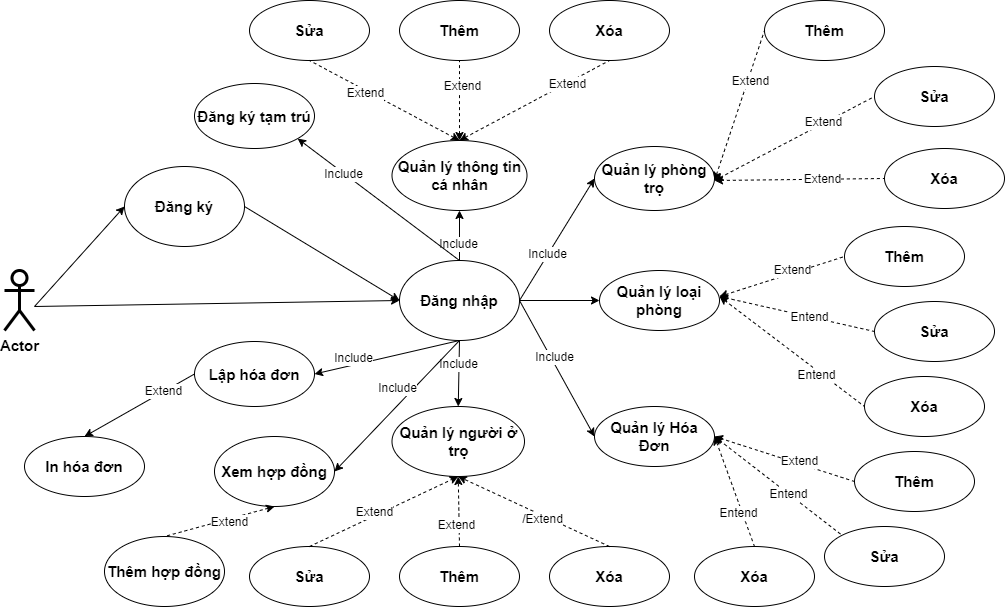 Sửa
Thêm
Xóa
Thêm
Extend
Extend
Extend
Extend
Sửa
Đăng ký tạm trú
Extend
Include
Quản lý thông tin
cá nhân
Quản lý phòng
trọ
Extend
Xóa
Đăng ký
Include
Include
Thêm
Extend
Actor
Đăng nhập
Quản lý loại
phòng
Entend
Sửa
Include
Include
Include
Lập hóa đơn
Extend
Include
Entend
Xóa
Quản lý người ở
trọ
Quản lý Hóa
Đơn
In hóa đơn
Xem hợp đồng
Extend
Thêm
Entend
Extend
Extend
Extend
/Extend
Entend
Thêm hợp đồng
Sửa
Thêm
Xóa
Xóa
Sửa